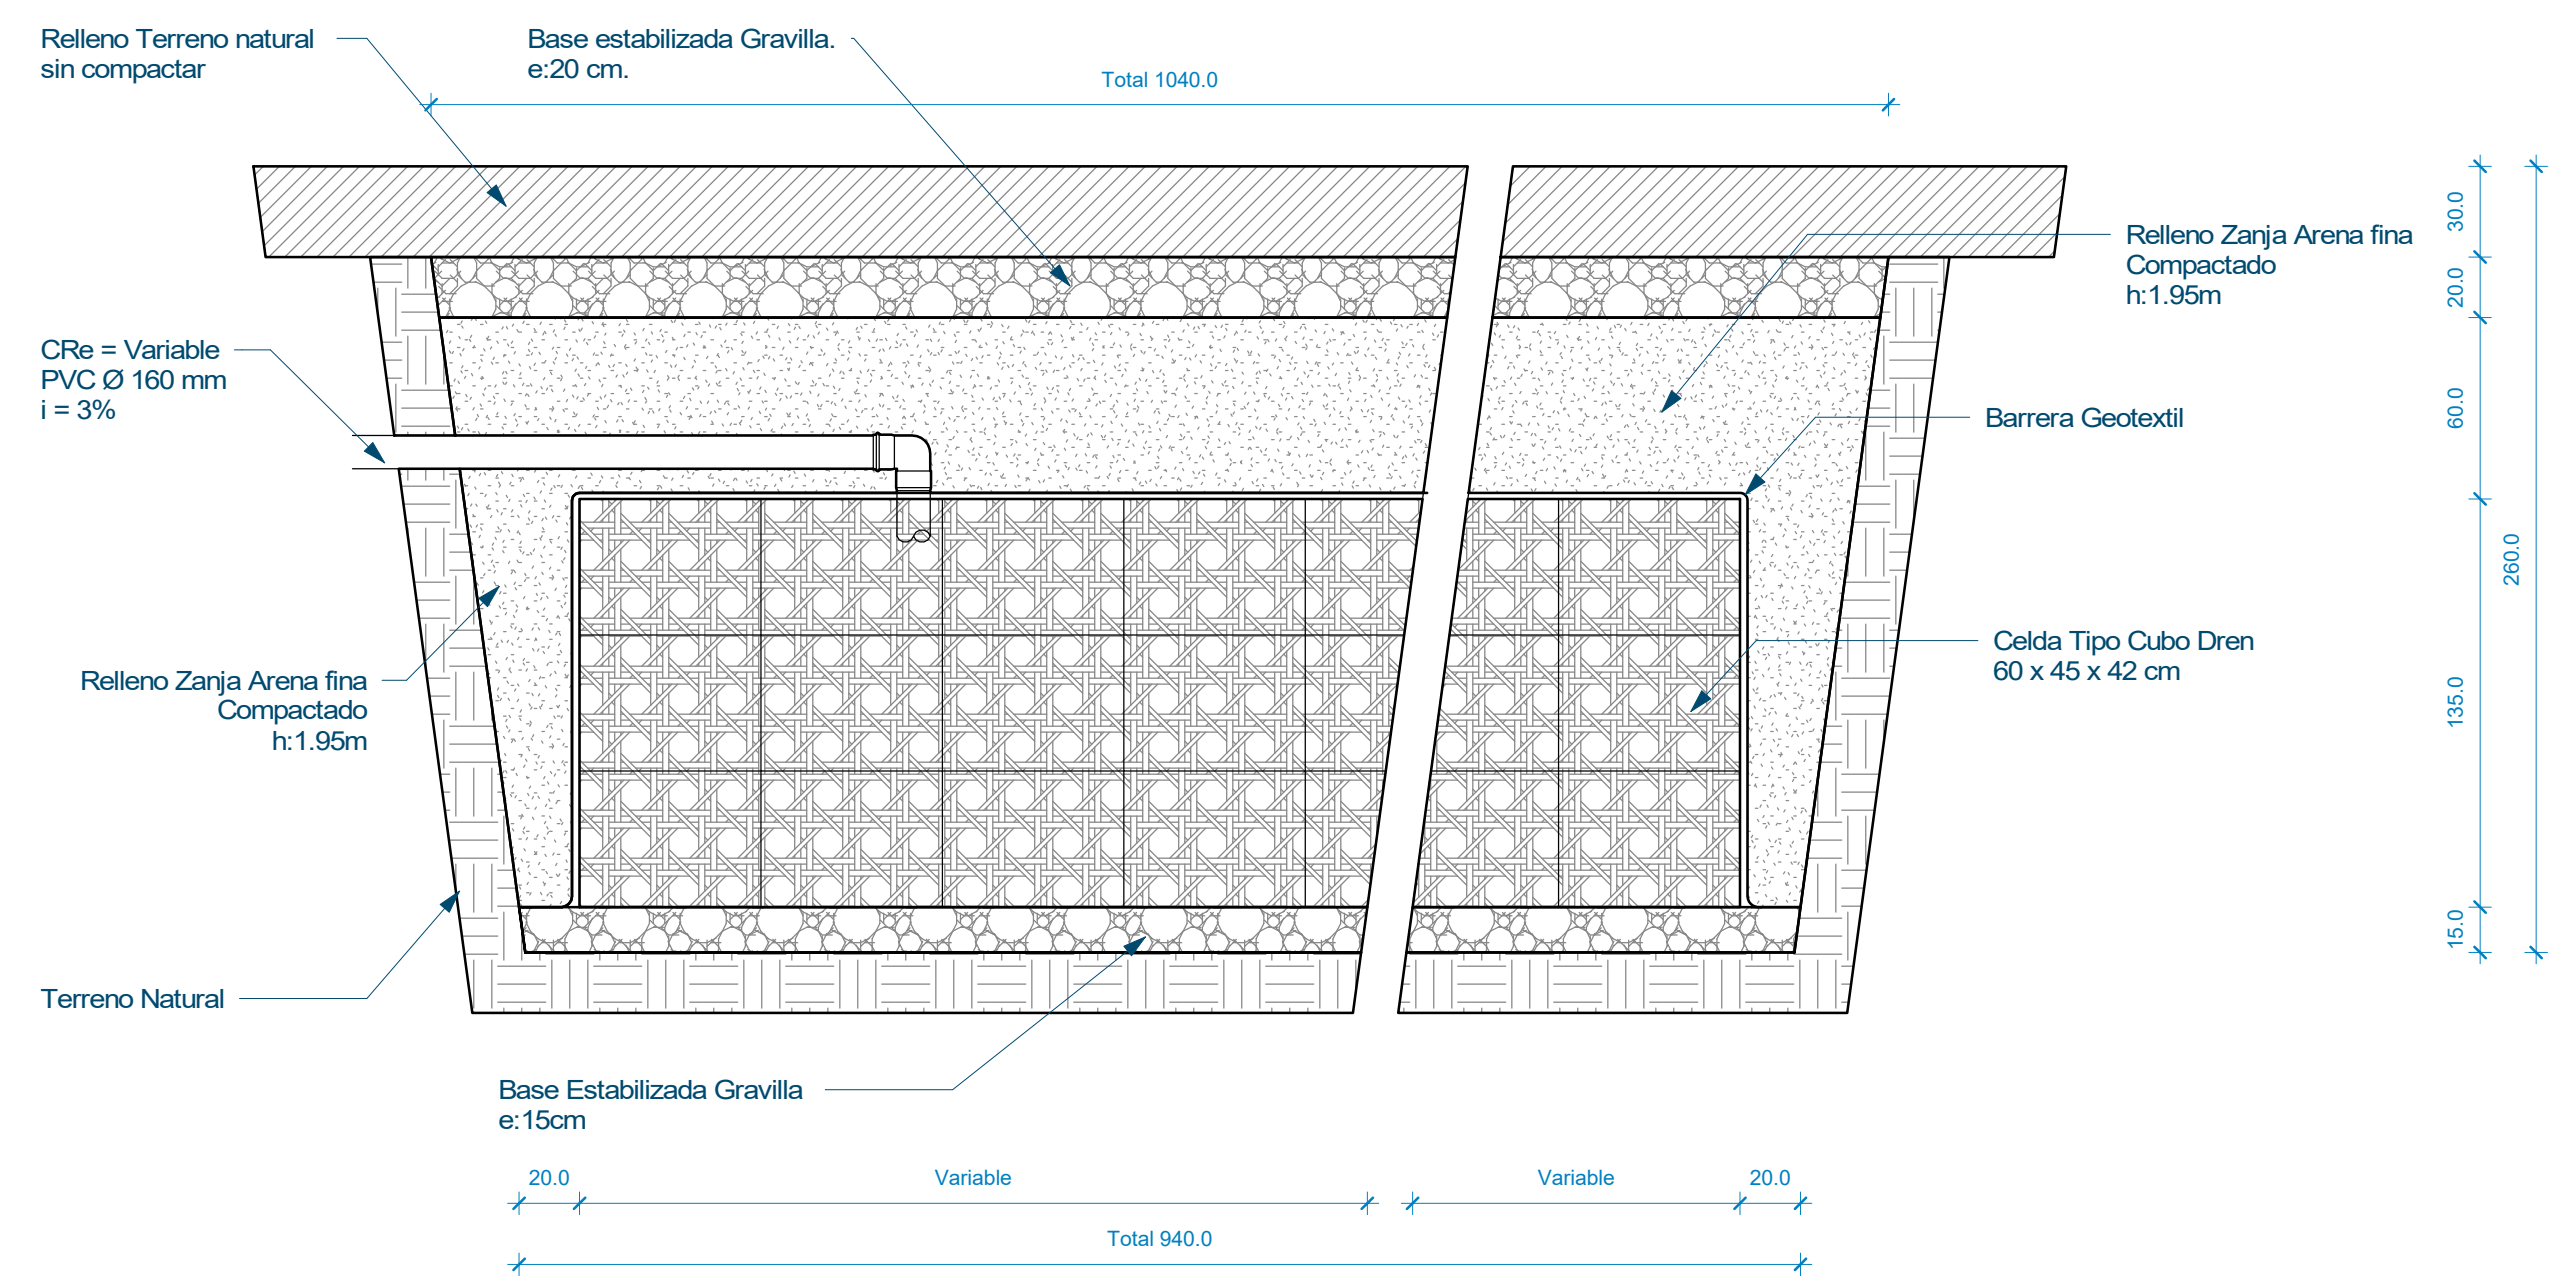 Relleno Terreno natural
sin compactar
Base estabilizada Gravilla.
e:20 cm.
Total 1040.0
Relleno Zanja Arena fina
Compactado
h:1.95m
30.0
20.0
60.0
260.0
135.0
15.0
CRe = Variable
PVC Ø 160 mm
i = 3%
Barrera Geotextil
Celda Tipo Cubo Dren
60 x 45 x 42 cm
Relleno Zanja Arena fina
Compactado
h:1.95m
Terreno Natural
Base Estabilizada Gravilla
e:15cm
20.0
Variable
Variable
20.0
Total 940.0